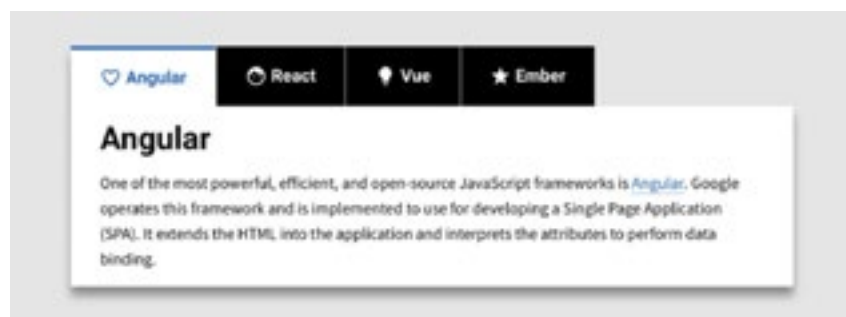 Angular React Vue Ember
Angular
One of the most powerful, efficient, and open-source JavaScript frameworks is Angular. Google
operates this framework and is implemented to use for developing a Single Page Application
(SPA). It extends the HTML into the application and interprets the attributes to perform data
binding.